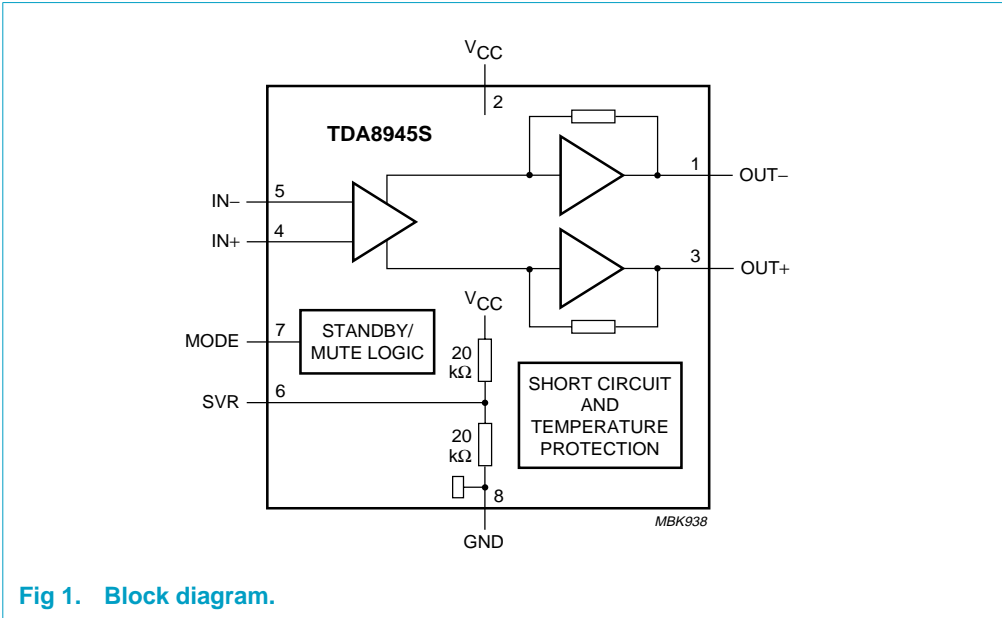 VCC
2
TDA8945S
1
OUT−
IN−
5
IN+
4
3
OUT+
VCC
MODE
7
STANDBY/
MUTE LOGIC
20
kΩ
SVR
6
SHORT CIRCUIT
AND
TEMPERATURE
PROTECTION
20
kΩ
8
MBK938
GND
Fig 1. Block diagram.